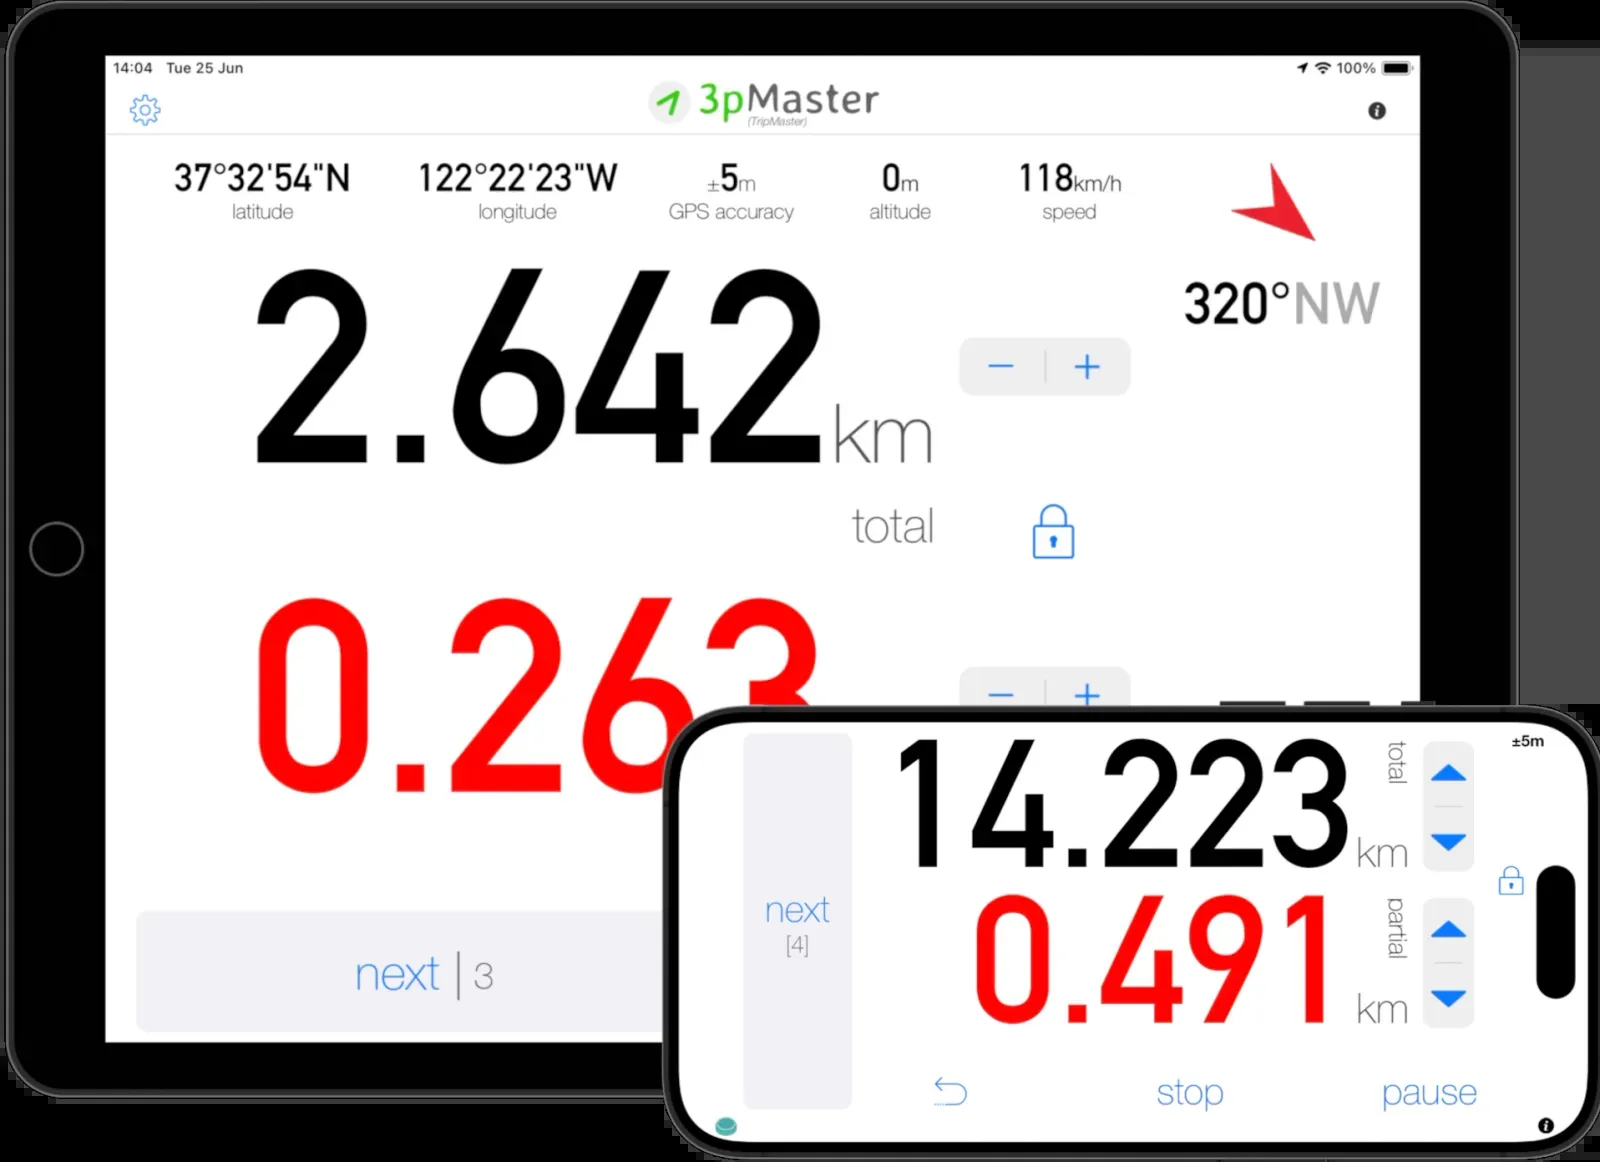 14:04 Tue 25 Jun
100%
3pMaster
(TripMaster)
37°32'54"N
latitude
122°22'23"W
longitude
±5m
GPS accuracy
0m
altitude
118km/h
speed
320°NW
2.642km
− +
total
0.263
− +
next | 3
next
[4]
14.223 km
total
±5m
0.491 km
partial
stop
pause